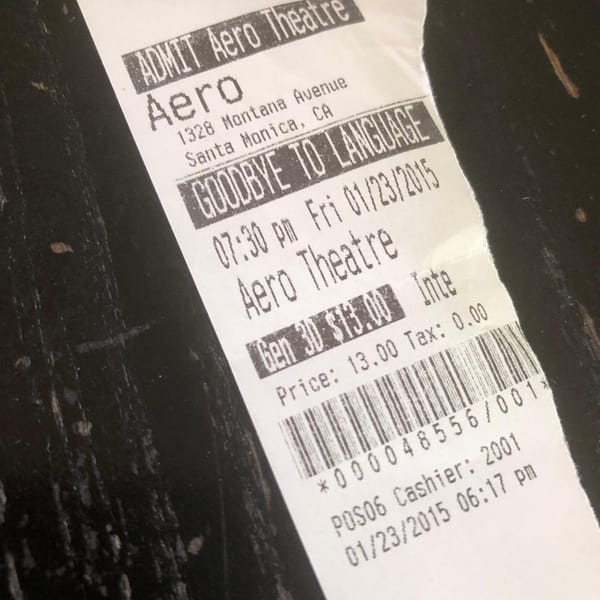 ADMIT Aero Theatre
Aero
1328 Montana Avenue
Santa Monica, CA
GOODBYE TO LANGUAGE
07:30 pm Fri 01/23/2015
Aero Theatre
Gen 3D $13.00 Inte
Price: 13.00 Tax: 0.00
*000048556/001*
POS06 Cashier: 2001
01/23/2015 06:17 pm